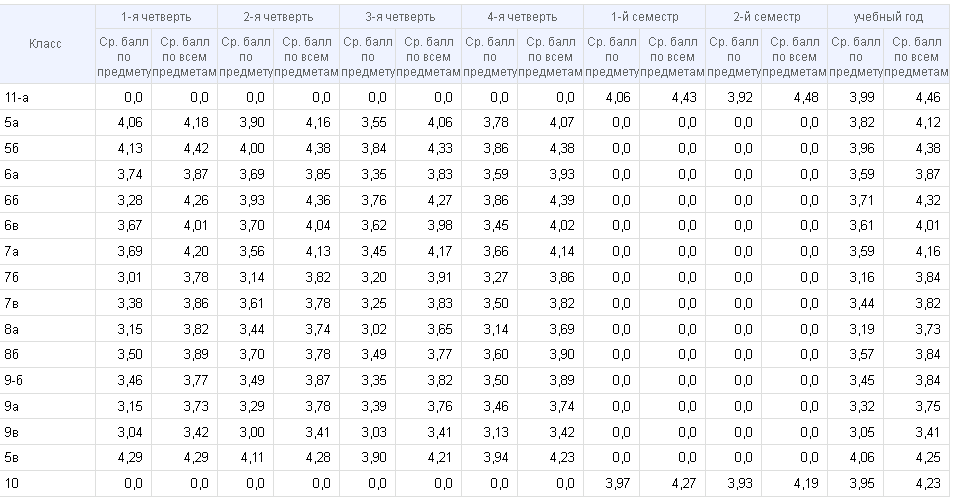 Класс 1-я четверть 2-я четверть 3-я четверть 4-я четверть 1-й семестр 2-й семестр учебный год
Ср. балл Ср. балл Ср. балл Ср. балл Ср. балл Ср. балл Ср. балл Ср. балл Ср. балл Ср. балл Ср. балл Ср. балл Ср. балл Ср. балл
по по всем по по всем по по всем по по всем по по всем по по всем по по всем
предмету предметам предмету предметам предмету предметам предмету предметам предмету предметам предмету предметам предмету предметам
11-а 0,0 0,0 0,0 0,0 0,0 0,0 0,0 0,0 4,06 4,43 3,92 4,48 3,99 4,46
5а 4,06 4,18 3,90 4,16 3,55 4,06 3,78 4,07 0,0 0,0 0,0 0,0 3,82 4,12
5б 4,13 4,42 4,00 4,38 3,84 4,33 3,86 4,38 0,0 0,0 0,0 0,0 3,96 4,38
6а 3,74 3,87 3,69 3,85 3,35 3,83 3,59 3,93 0,0 0,0 0,0 0,0 3,59 3,87
6б 3,28 4,26 3,93 4,36 3,76 4,27 3,86 4,39 0,0 0,0 0,0 0,0 3,71 4,32
6в 3,67 4,01 3,70 4,04 3,62 3,98 3,45 4,02 0,0 0,0 0,0 0,0 3,61 4,01
7а 3,69 4,20 3,56 4,13 3,45 4,17 3,66 4,14 0,0 0,0 0,0 0,0 3,59 4,16
7б 3,01 3,78 3,14 3,82 3,20 3,91 3,27 3,86 0,0 0,0 0,0 0,0 3,16 3,84
7в 3,38 3,86 3,61 3,78 3,25 3,83 3,50 3,82 0,0 0,0 0,0 0,0 3,44 3,82
8а 3,15 3,82 3,44 3,74 3,02 3,65 3,14 3,69 0,0 0,0 0,0 0,0 3,19 3,73
8б 3,50 3,89 3,70 3,78 3,49 3,77 3,60 3,90 0,0 0,0 0,0 0,0 3,57 3,84
9-б 3,46 3,77 3,49 3,87 3,35 3,82 3,50 3,89 0,0 0,0 0,0 0,0 3,45 3,84
9а 3,15 3,73 3,29 3,78 3,39 3,76 3,46 3,74 0,0 0,0 0,0 0,0 3,32 3,75
9в 3,04 3,42 3,00 3,41 3,03 3,41 3,13 3,42 0,0 0,0 0,0 0,0 3,05 3,41
5в 4,29 4,29 4,11 4,28 3,90 4,21 3,94 4,23 0,0 0,0 0,0 0,0 4,06 4,25
10 0,0 0,0 0,0 0,0 0,0 0,0 0,0 0,0 3,97 4,27 3,93 4,19 3,95 4,23